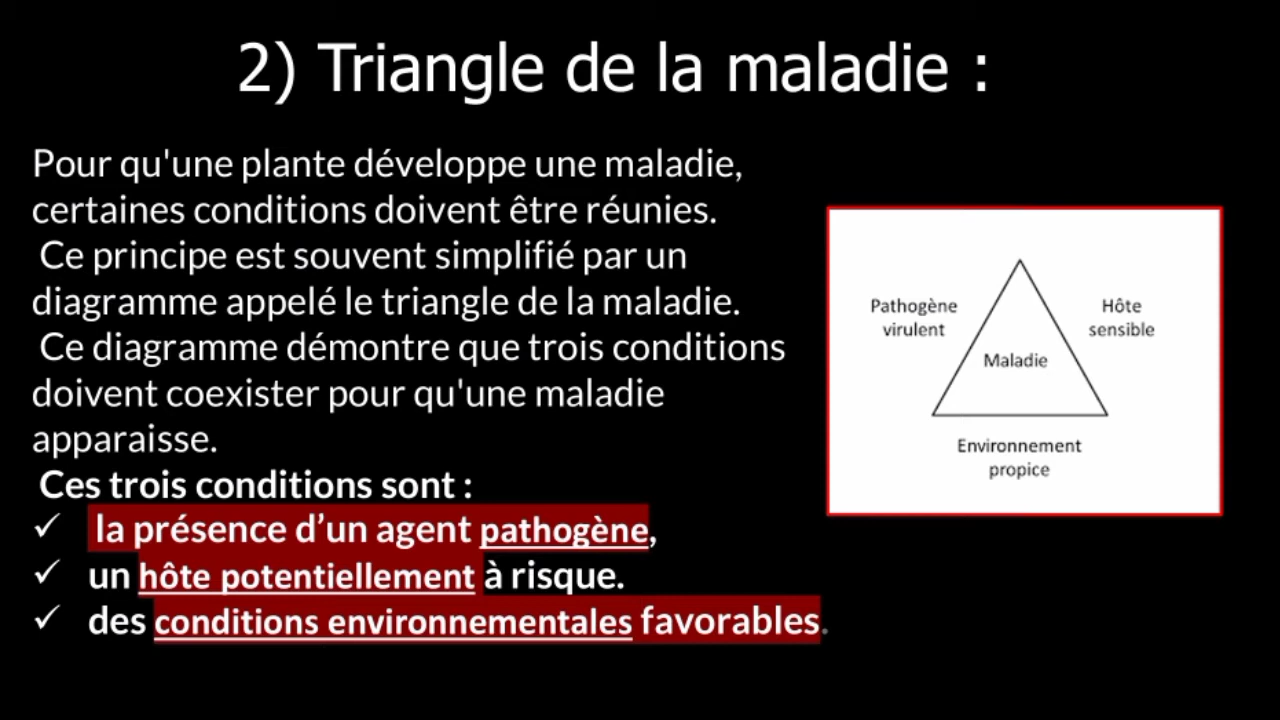 2) Triangle de la maladie :
Pour qu'une plante développe une maladie,
certaines conditions doivent être réunies.
Ce principe est souvent simplifié par un
diagramme appelé le triangle de la maladie.
Ce diagramme démontre que trois conditions
doivent coexister pour qu'une maladie
apparaisse.
Ces trois conditions sont :
✓ la présence d’un agent pathogène,
✓ un hôte potentiellement à risque.
✓ des conditions environnementales favorables.
Pathogène
virulent
Hôte
sensible
Maladie
Environnement
propice